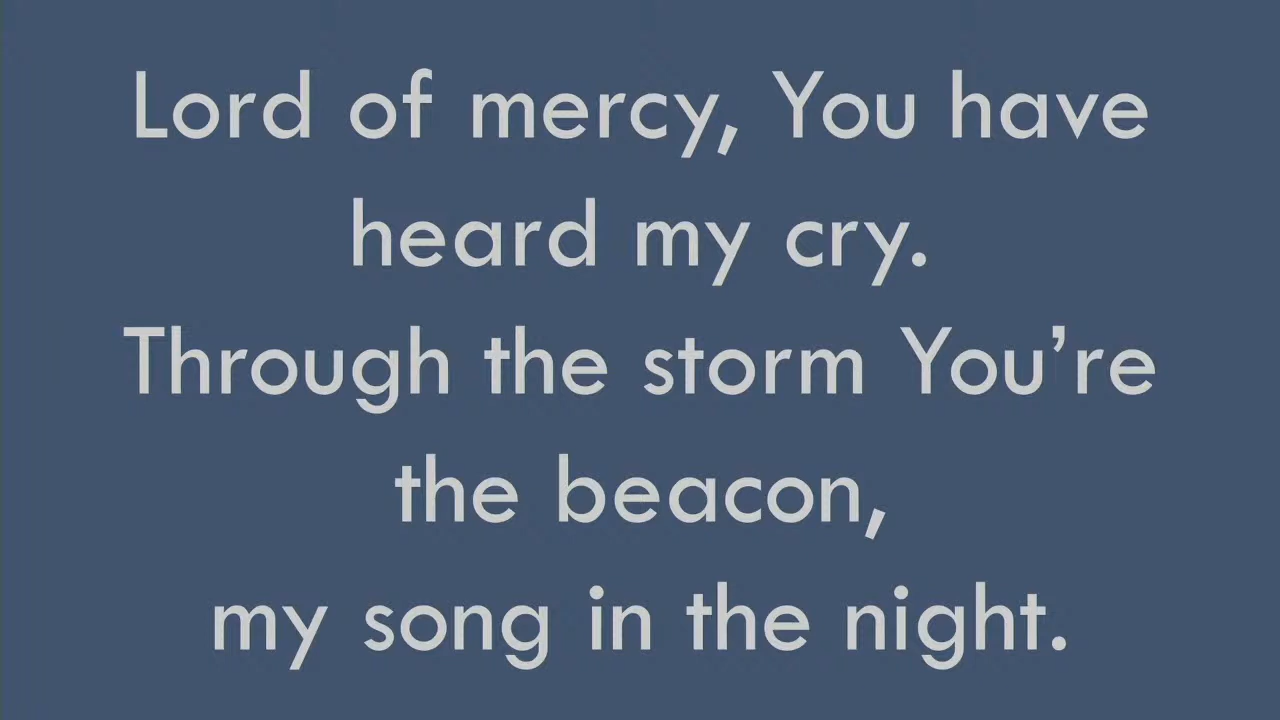 Lord of mercy, You have
heard my cry.
Through the storm You’re
the beacon,
my song in the night.